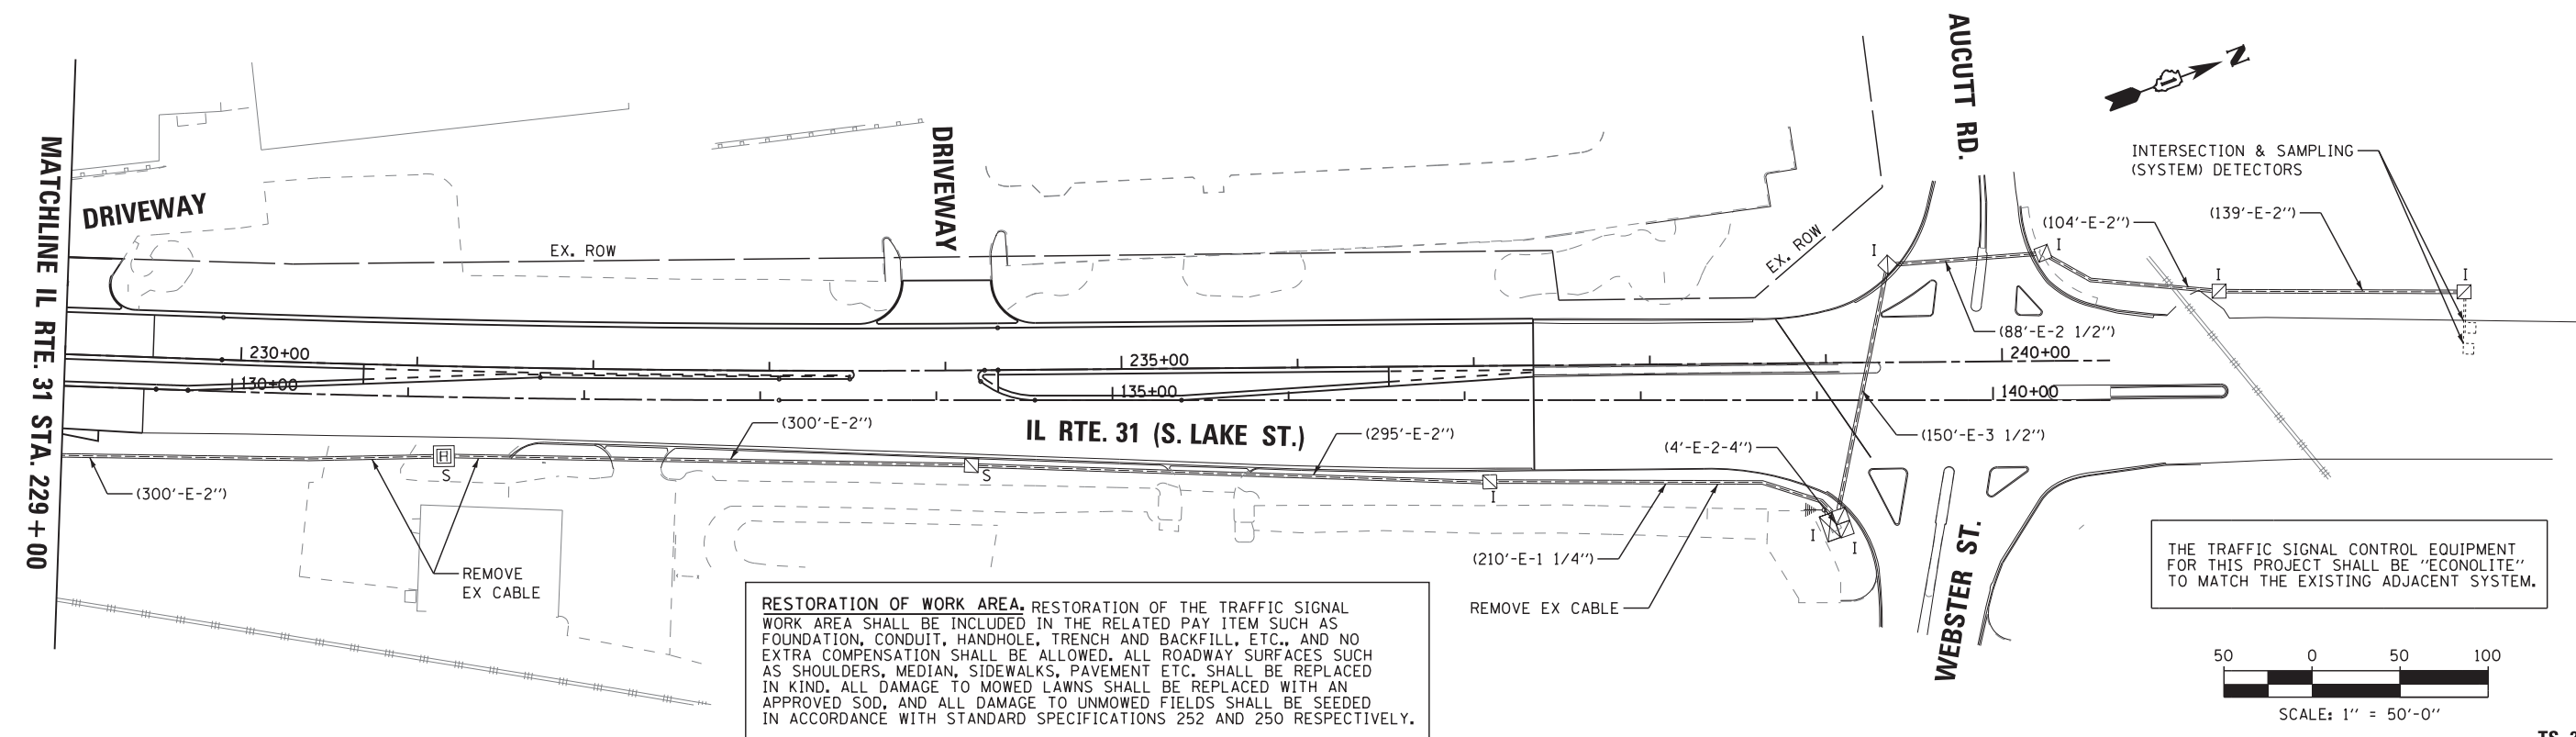 MATCHLINE IL RTE. 31 STA. 229+00
DRIVEWAY
DRIVEWAY
EX. ROW
EX. ROW
AUCUTT RD.
N
INTERSECTION & SAMPLING
(SYSTEM) DETECTORS
(104'-E-2")
(139'-E-2")
I
I
I
I
(88'-E-2 1/2")
230+00
235+00
240+00
130+00
135+00
140+00
(300'-E-2")
IL RTE. 31 (S. LAKE ST.)
(295'-E-2")
(4'-E-2-4")
(150'-E-3 1/2")
H
S
S
I
I
I
(300'-E-2")
(210'-E-1 1/4")
REMOVE
EX CABLE
REMOVE EX CABLE
WEBSTER ST.
RESTORATION OF WORK AREA. RESTORATION OF THE TRAFFIC SIGNAL
WORK AREA SHALL BE INCLUDED IN THE RELATED PAY ITEM SUCH AS
FOUNDATION, CONDUIT, HANDHOLE, TRENCH AND BACKFILL, ETC., AND NO
EXTRA COMPENSATION SHALL BE ALLOWED. ALL ROADWAY SURFACES SUCH
AS SHOULDERS, MEDIAN, SIDEWALKS, PAVEMENT ETC. SHALL BE REPLACED
IN KIND. ALL DAMAGE TO MOWED LAWNS SHALL BE REPLACED WITH AN
APPROVED SOD, AND ALL DAMAGE TO UNMOWED FIELDS SHALL BE SEEDED
IN ACCORDANCE WITH STANDARD SPECIFICATIONS 252 AND 250 RESPECTIVELY.
THE TRAFFIC SIGNAL CONTROL EQUIPMENT
FOR THIS PROJECT SHALL BE "ECONOLITE"
TO MATCH THE EXISTING ADJACENT SYSTEM.
50 0 50 100
SCALE: 1" = 50'-0"